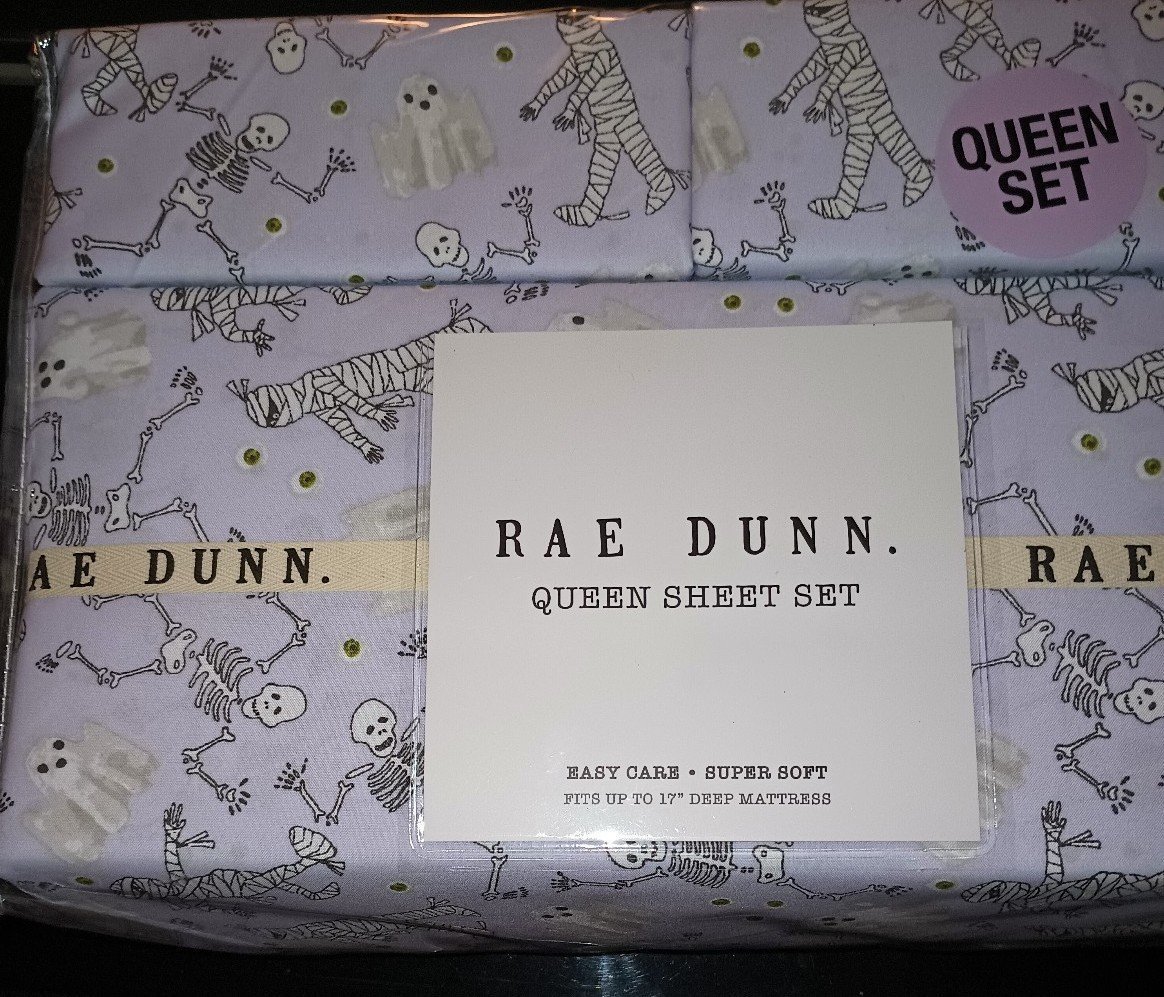 QUEEN
SET
RAE DUNN.
QUEEN SHEET SET
AE DUNN.
RAE
EASY CARE • SUPER SOFT
FITS UP TO 17" DEEP MATTRESS